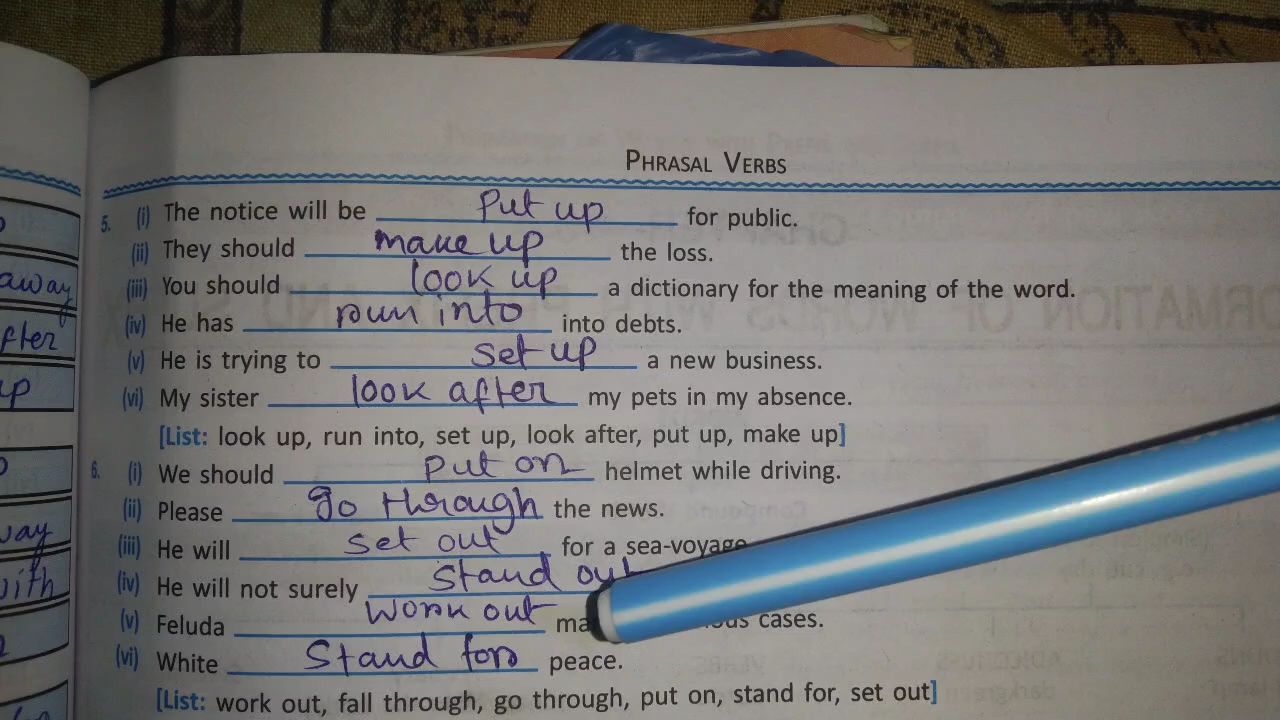 PHRASAL VERBS
5. (i) The notice will be put up for public.
(ii) They should make up the loss.
away (iii) You should look up a dictionary for the meaning of the word.
fter (iv) He has run into into debts.
up (v) He is trying to set up a new business.
(vi) My sister look after my pets in my absence.
[List: look up, run into, set up, look after, put up, make up]
6. (i) We should put on helmet while driving.
way (ii) Please go through the news.
with (iii) He will set out for a sea-voyage
(iv) He will not surely stand out
(v) Feluda work out cases.
(vi) White stand for peace.
[List: work out, fall through, go through, put on, stand for, set out]